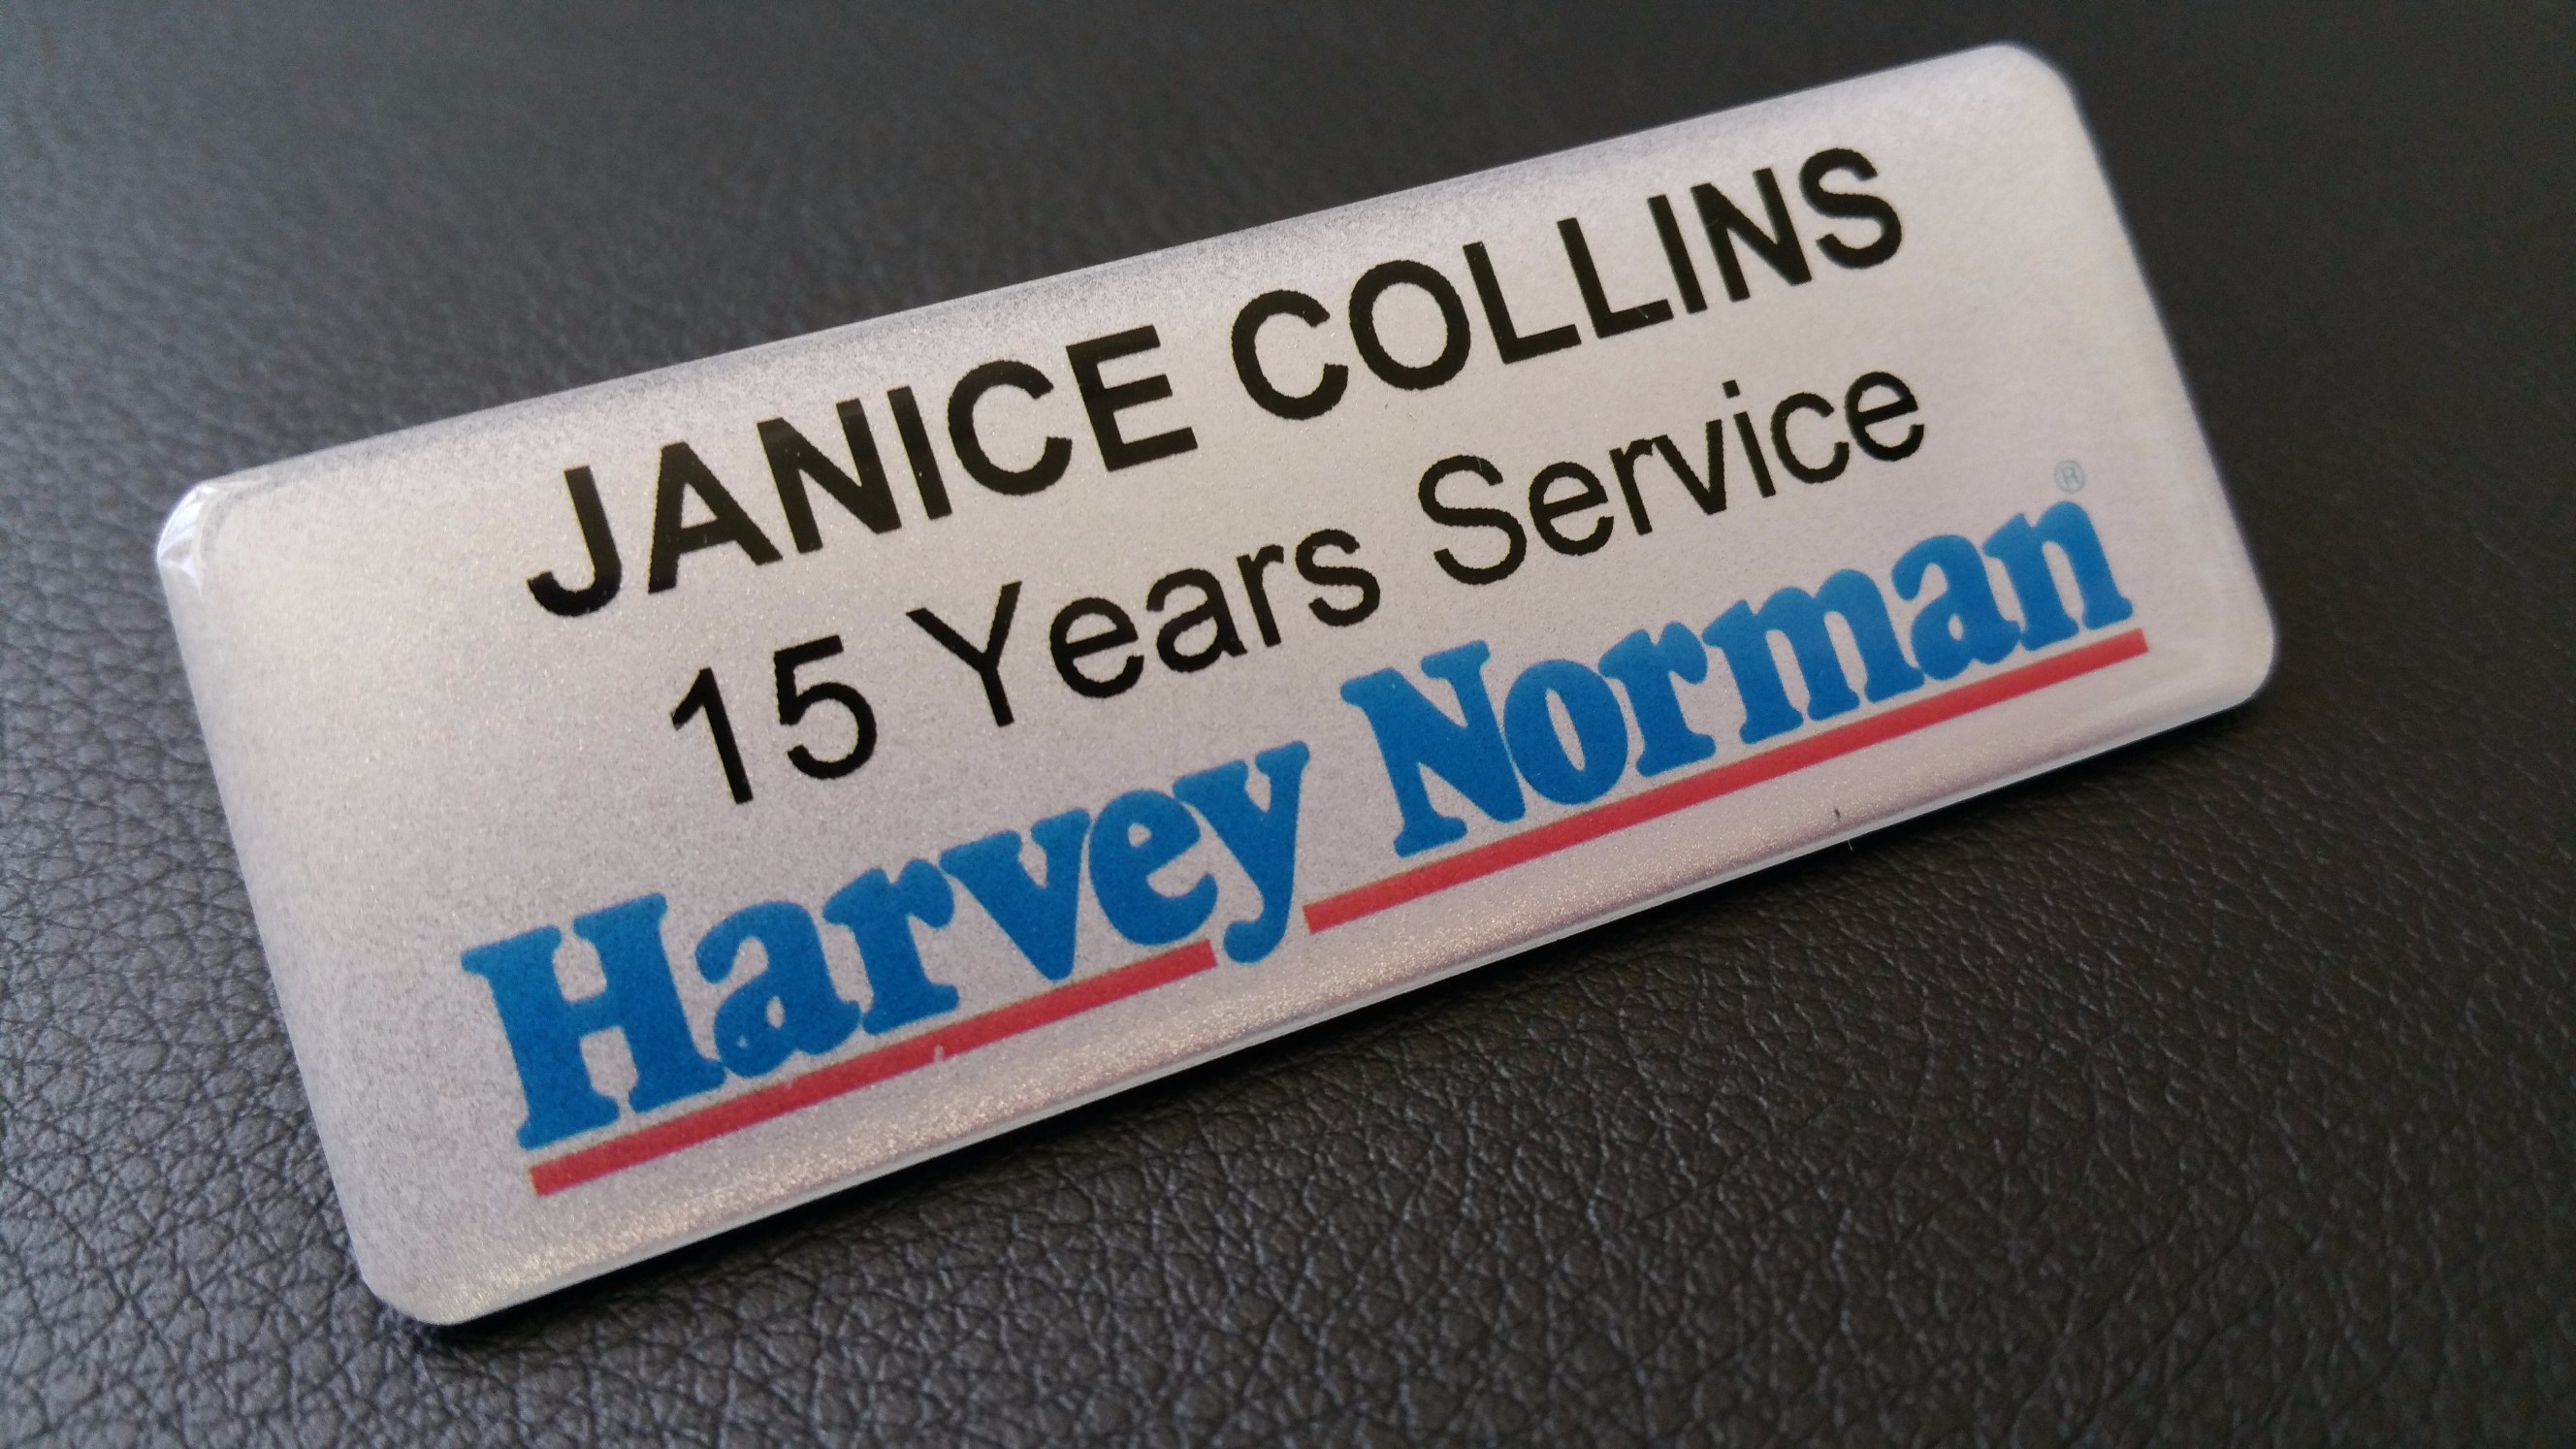 JANICE COLLINS
15 Years Service
Harvey Norman®